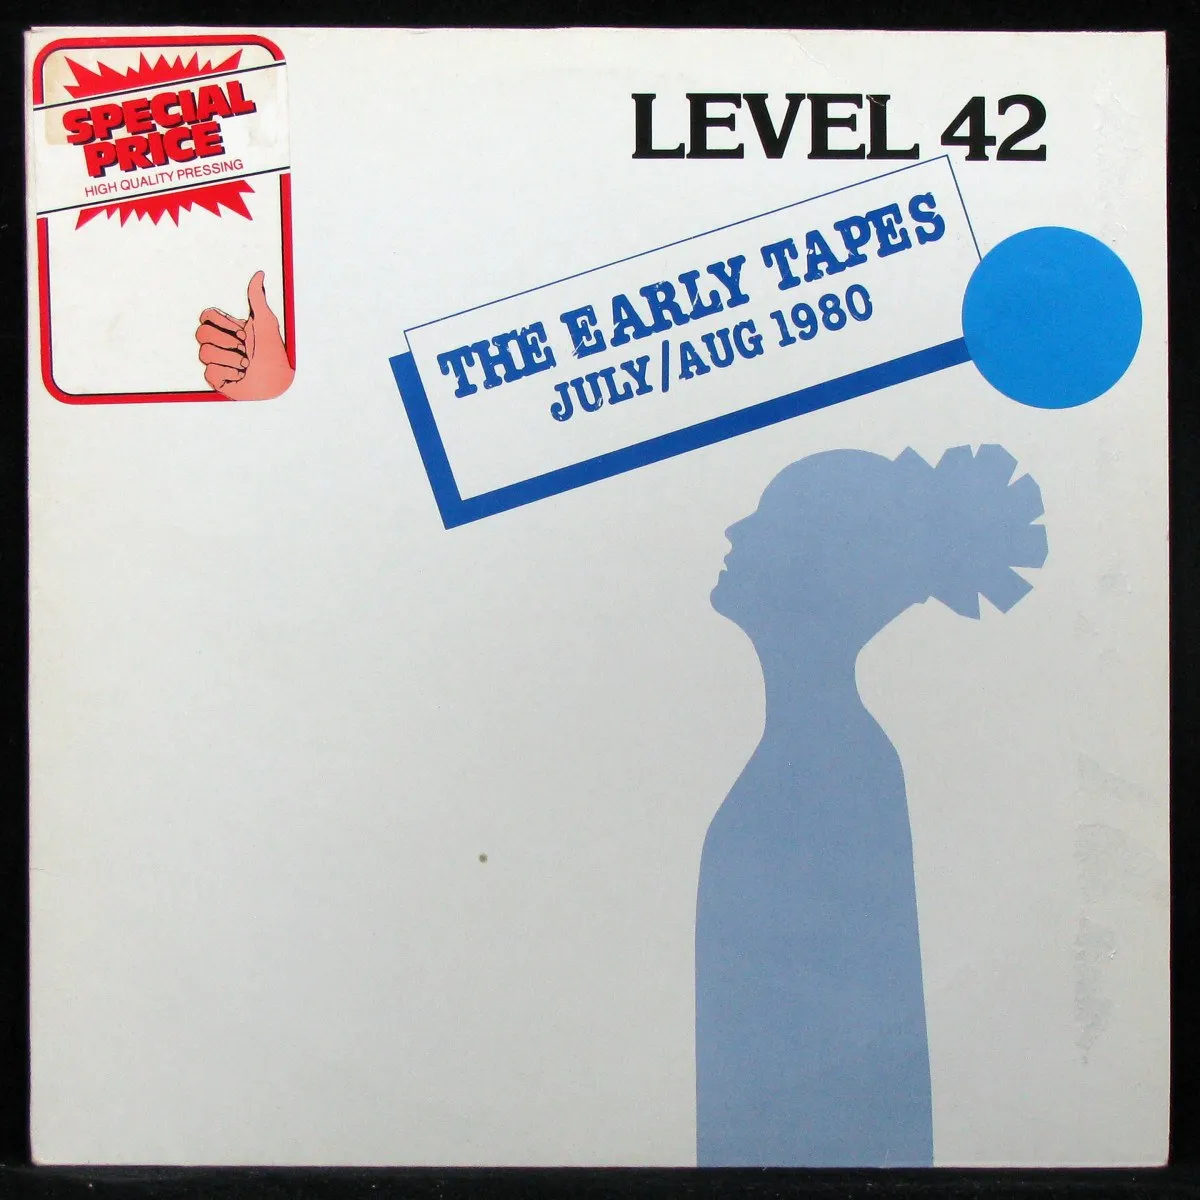 SPECIAL
PRICE
HIGH QUALITY PRESSING
LEVEL 42
THE EARLY TAPES
JULY/AUG 1980